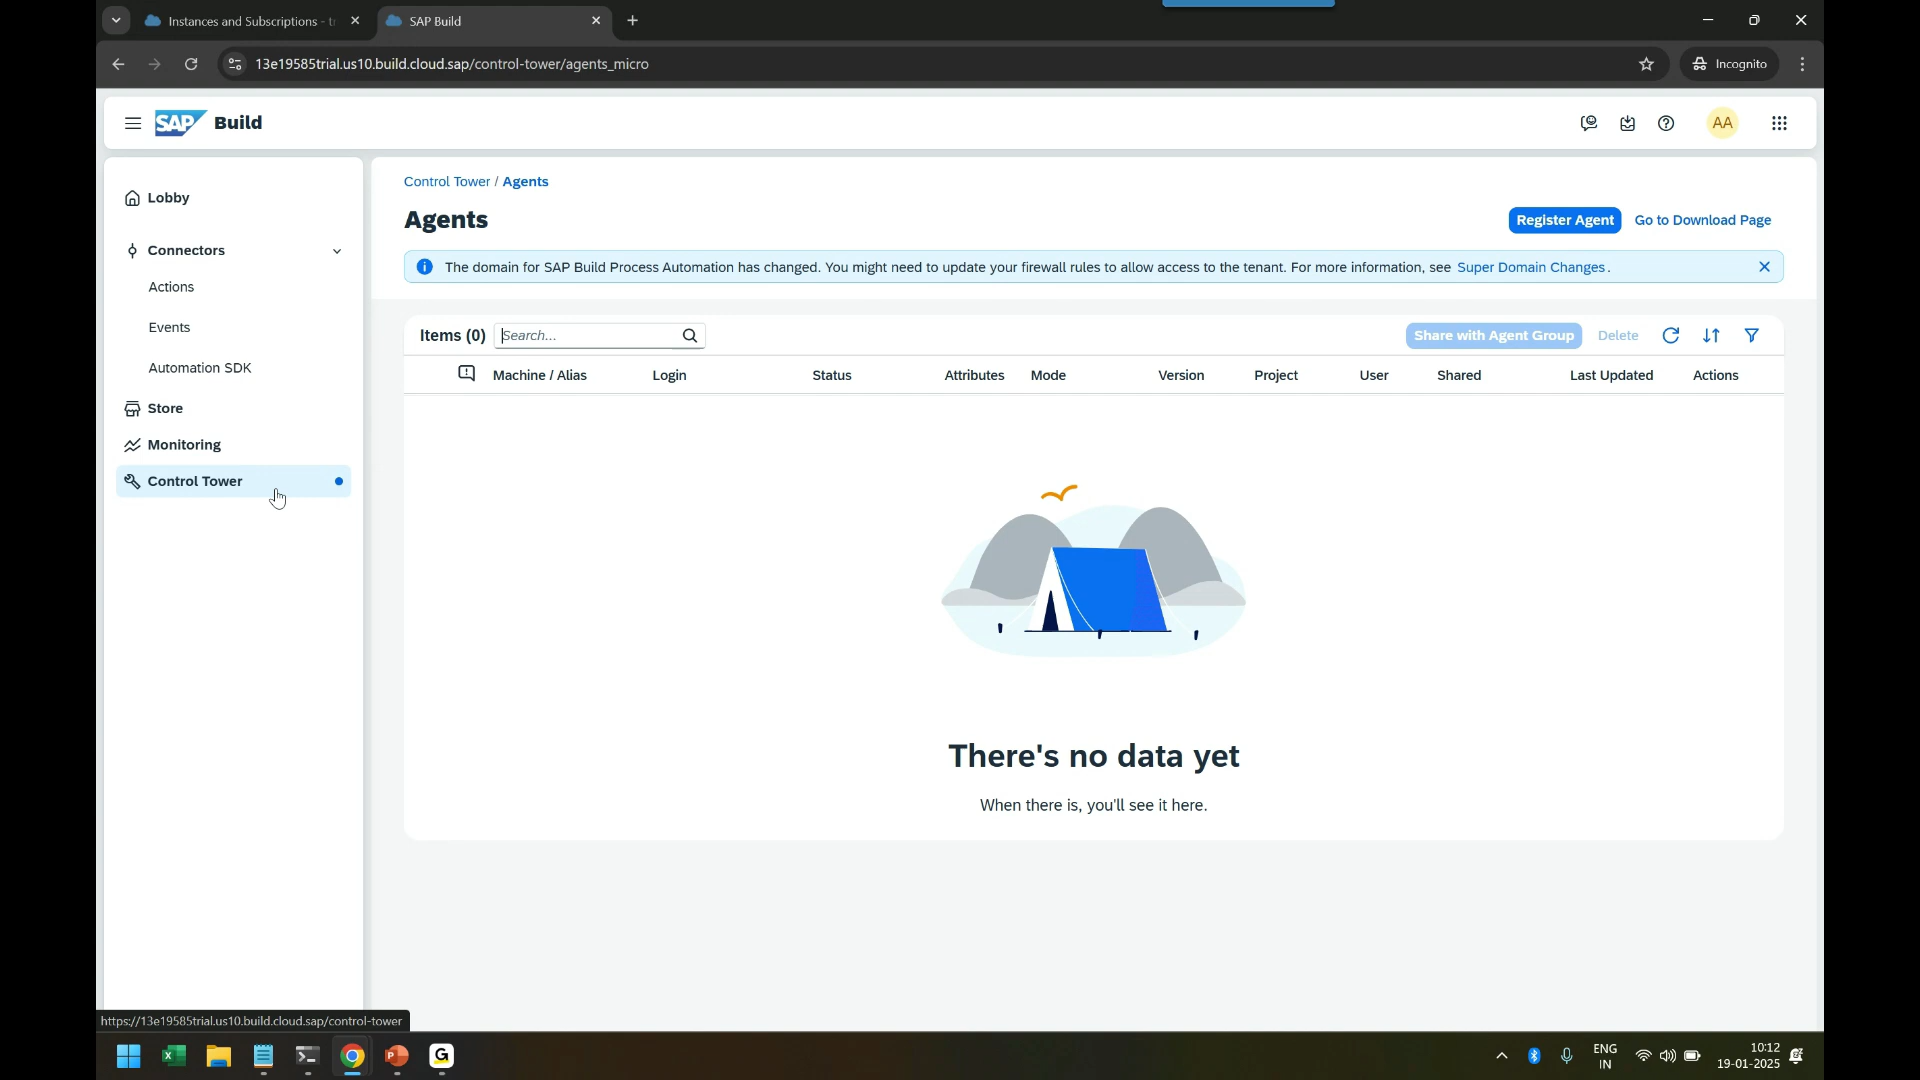 Instances and Subscriptions - tr
SAP Build
13e19585trial.us10.build.cloud.sap/control-tower/agents_micro
Incognito
SAP Build
AA
Lobby
Connectors
Actions
Events
Automation SDK
Store
Monitoring
Control Tower
Control Tower / Agents
Agents
Register Agent
Go to Download Page
The domain for SAP Build Process Automation has changed. You might need to update your firewall rules to allow access to the tenant. For more information, see Super Domain Changes.
Items (0)
Search...
Share with Agent Group
Delete
Machine / Alias Login Status Attributes Mode Version Project User Shared Last Updated Actions
There's no data yet
When there is, you'll see it here.
https://13e19585trial.us10.build.cloud.sap/control-tower
ENG
IN
10:12
19-01-2025